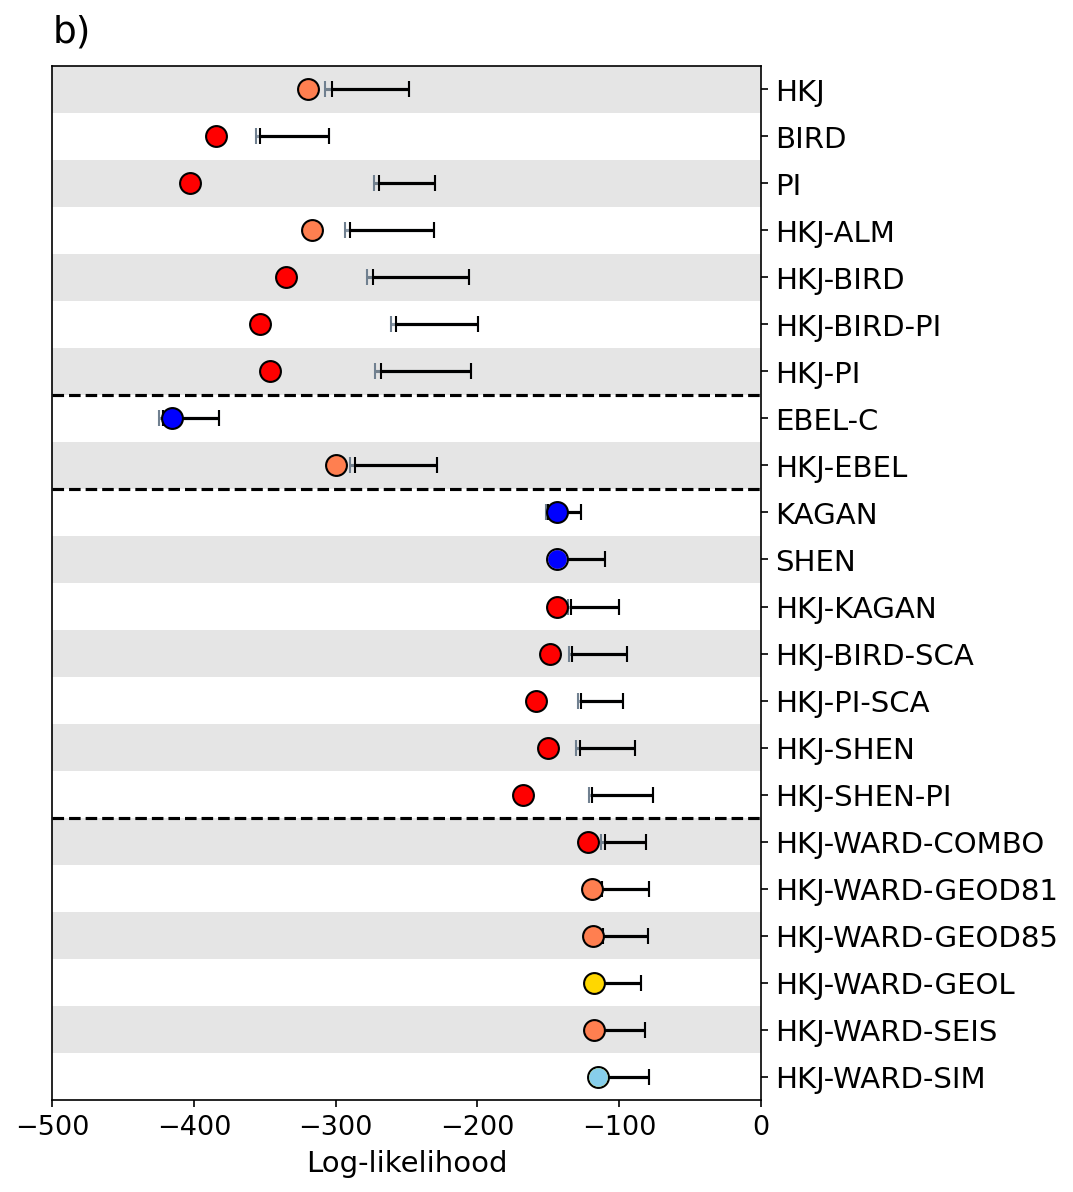 b)
HKJ
BIRD
PI
HKJ-ALM
HKJ-BIRD
HKJ-BIRD-PI
HKJ-PI
EBEL-C
HKJ-EBEL
KAGAN
SHEN
HKJ-KAGAN
HKJ-BIRD-SCA
HKJ-PI-SCA
HKJ-SHEN
HKJ-SHEN-PI
HKJ-WARD-COMBO
HKJ-WARD-GEOD81
HKJ-WARD-GEOD85
HKJ-WARD-GEOL
HKJ-WARD-SEIS
HKJ-WARD-SIM
−500 −400 −300 −200 −100 0
Log-likelihood